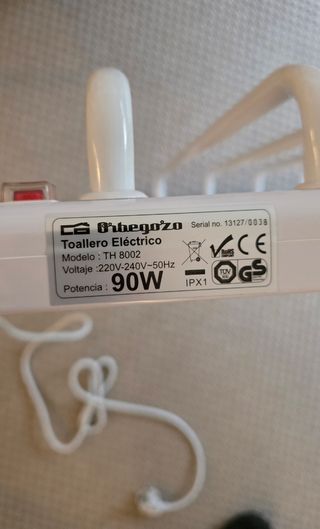 Orbegozo
Serial no. 13127/0038
Toallero Eléctrico
Modelo : TH 8002
Voltaje :220V-240V~50Hz
Potencia : 90W
IPX1
CE
TÜV
GS